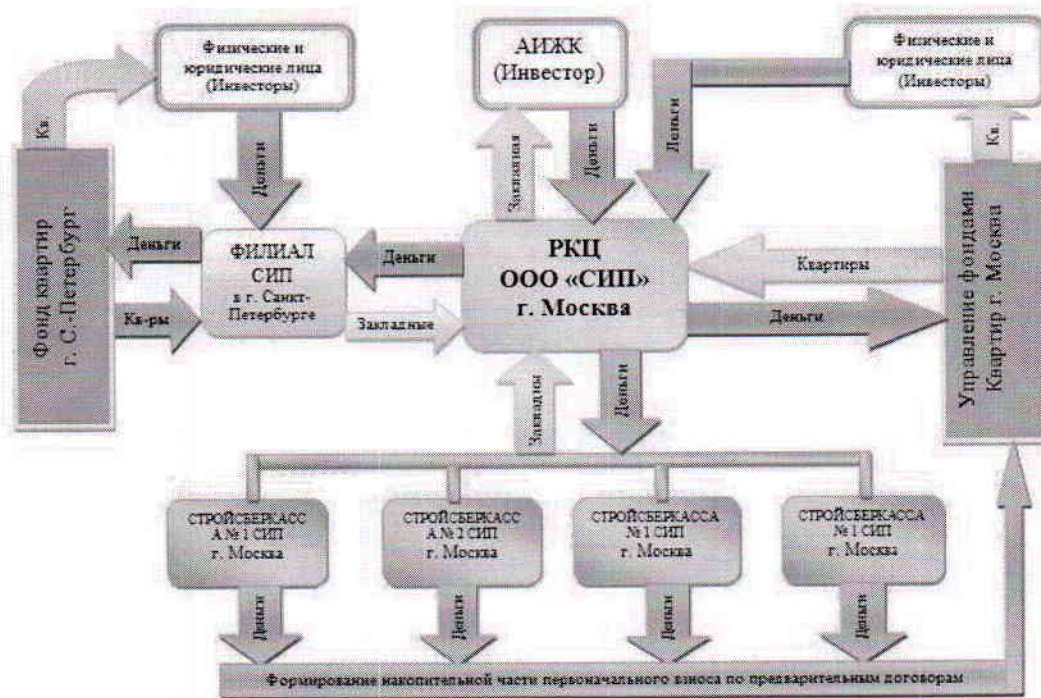 Физические и
юридические лица
(Инвесторы)
АИЖК
(Инвестор)
Физические и
юридические лица
(Инвесторы)
Кв.
Деньги
Закладная
Деньги
Деньги
Кв.
Фонд квартир
г. С.-Петербург
Деньги
Кв-ры
ФИЛИАЛ
СИП
в г. Санкт-
Петербурге
Деньги
Закладные
РКЦ
ООО «СИП»
г. Москва
Квартиры
Деньги
Управление фондами
Квартир г. Москва
Закладны
Деньги
СТРОЙСБЕРКАСС
А № 1 СИП
г. Москва
СТРОЙСБЕРКАСС
А № 2 СИП
г. Москва
СТРОЙСБЕРКАССА
№ 1 СИП
г. Москва
СТРОЙСБЕРКАССА
№ 1 СИП
г. Москва
Деньги
Деньги
Деньги
Деньги
Формирование накопительной части первоначального взноса по предварительным договорам